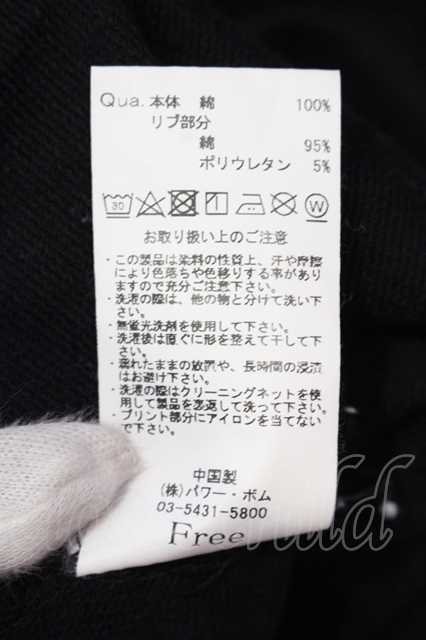 Qua. 本体 綿 100%
リブ部分
綿 95%
ポリウレタン 5%
30
W
お取り扱い上のご注意
・この製品は染料の性質上、汗や摩擦
により色落ちや色移りする率があり
ますので充分ご注意下さい。
・洗濯の際は、他の物と分けて洗い下
さい。
・無蛍光洗剤を使用して下さい。
・洗濯後は直ぐに形を整えて干して下
さい。
・濡れたままの放置や、長時間の浸漬
はお避け下さい。
・洗濯の際はクリーニングネットを使
用して製品を裏返して洗って下さい。
・プリント部分にアイロンを当てない
で下さい。
中国製
(株)パワー・ボム
03-5431-5800
Free